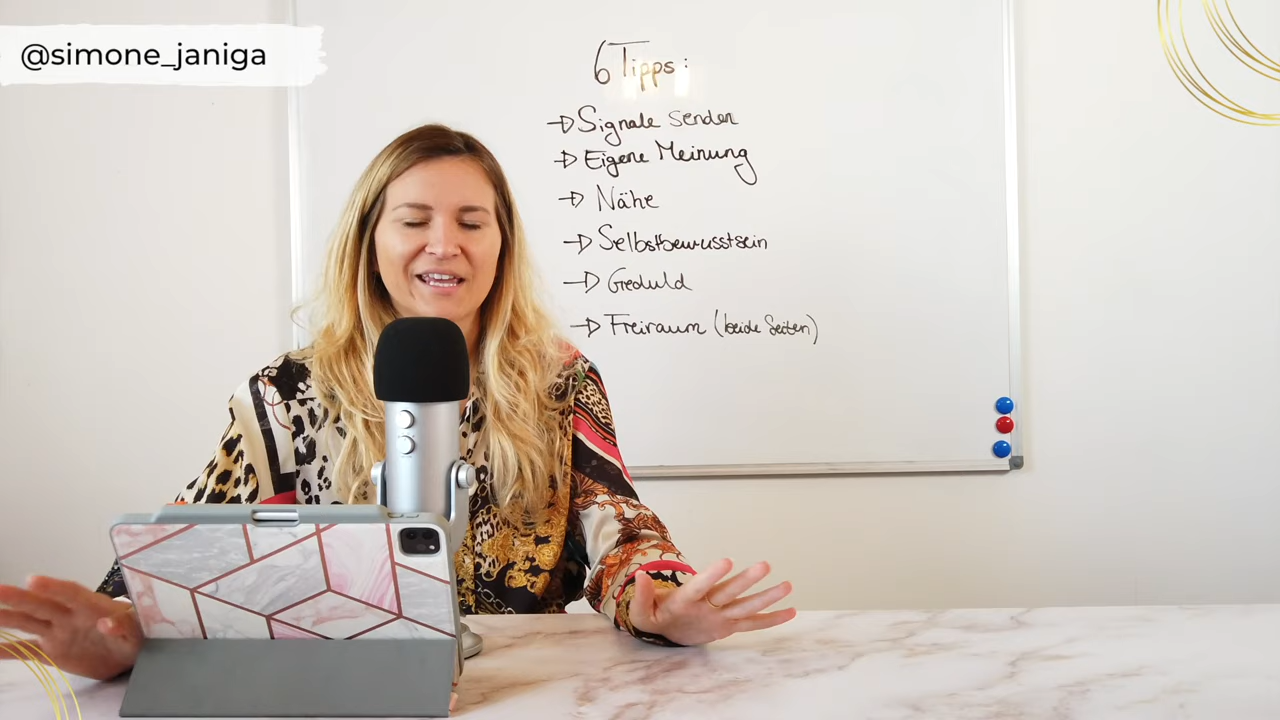 @simone_janiga
6 Tipps:
→ Signale senden
→ Eigene Meinung
→ Nähe
→ Selbstbewusstsein
→ Geduld
→ Freiraum (beide Seiten)